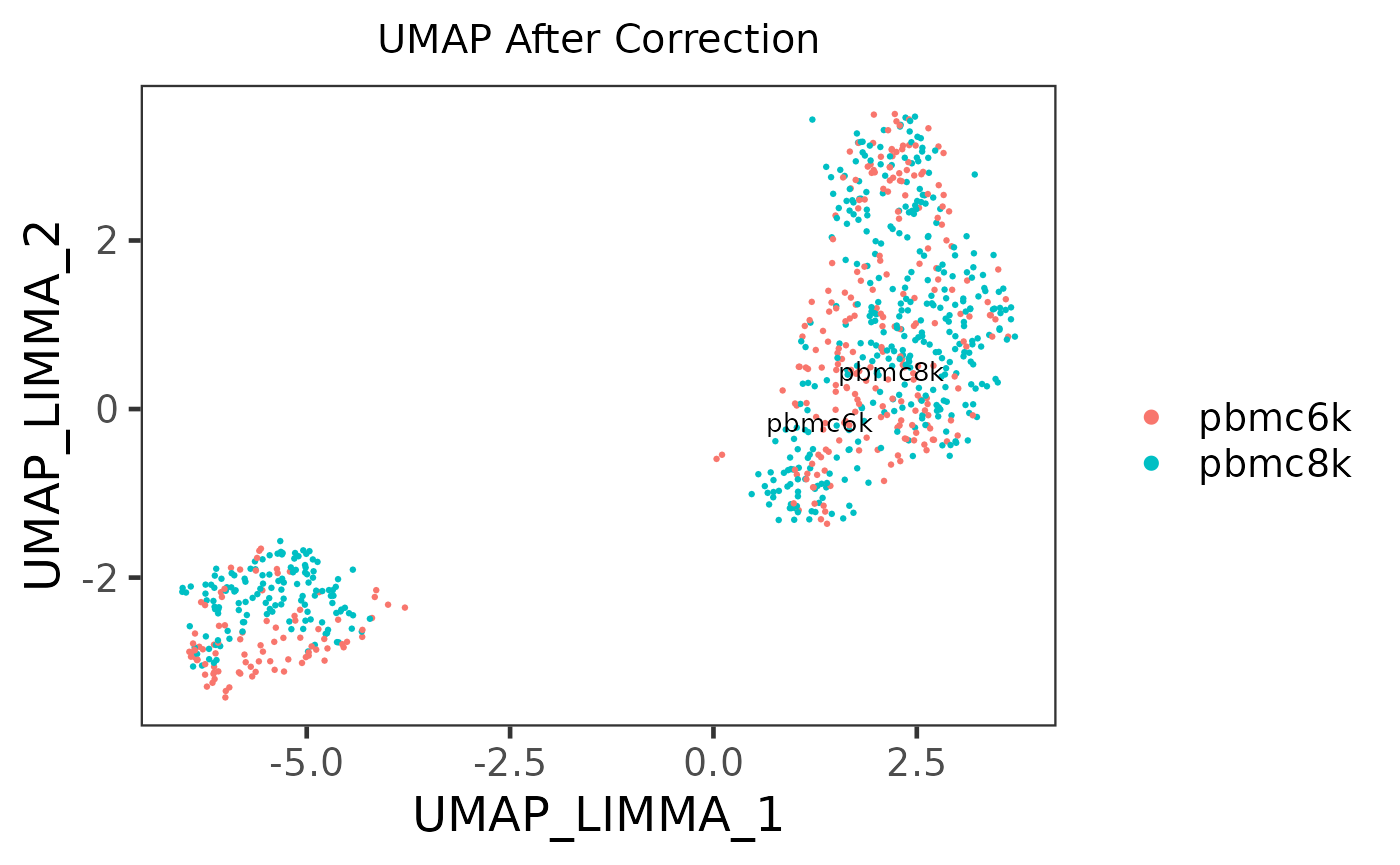 UMAP After Correction
UMAP_LIMMA_2
2
0
-2
pbmc8k
pbmc6k
-5.0
-2.5
0.0
2.5
UMAP_LIMMA_1
pbmc6k
pbmc8k